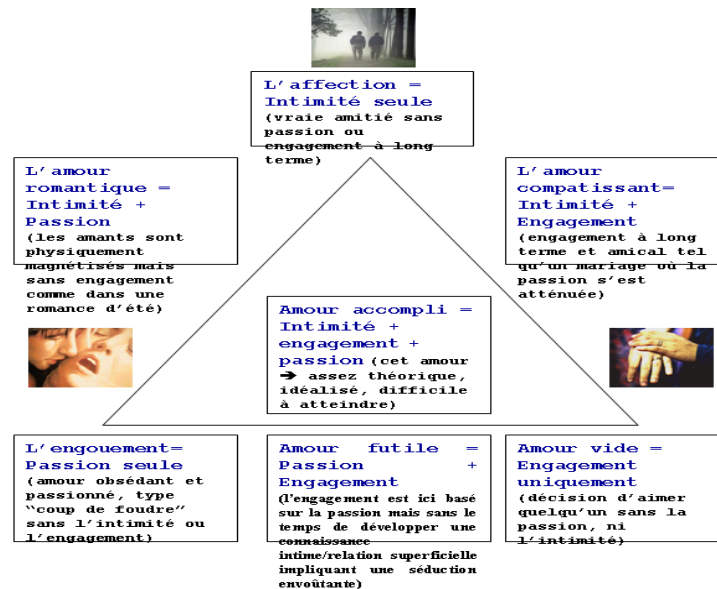 L'affection =
Intimité seule
(vraie amitié sans
passion ou
engagement à long
terme)
L'amour
romantique =
Intimité +
Passion
(les amants sont
physiquement
magnétisés mais
sans engagement
comme dans une
romance d'été)
L'amour
compatissant=
Intimité +
Engagement
(engagement à long
terme et amical tel
qu'un mariage où la
passion s'est
atténuée)
Amour accompli =
Intimité +
engagement +
passion (cet amour
➔ assez théorique,
idéalisé, difficile
à atteindre)
L'engouement=
Passion seule
(amour obsédant et
passionné, type
“coup de foudre”
sans l'intimité ou
l'engagement)
Amour futile =
Passion +
Engagement
(l'engagement est ici basé
sur la passion mais sans le
temps de développer une
connaissance
intime/relation superficielle
impliquant une séduction
envoûtante)
Amour vide =
Engagement
uniquement
(décision d'aimer
quelqu'un sans la
passion, ni
l'intimité)